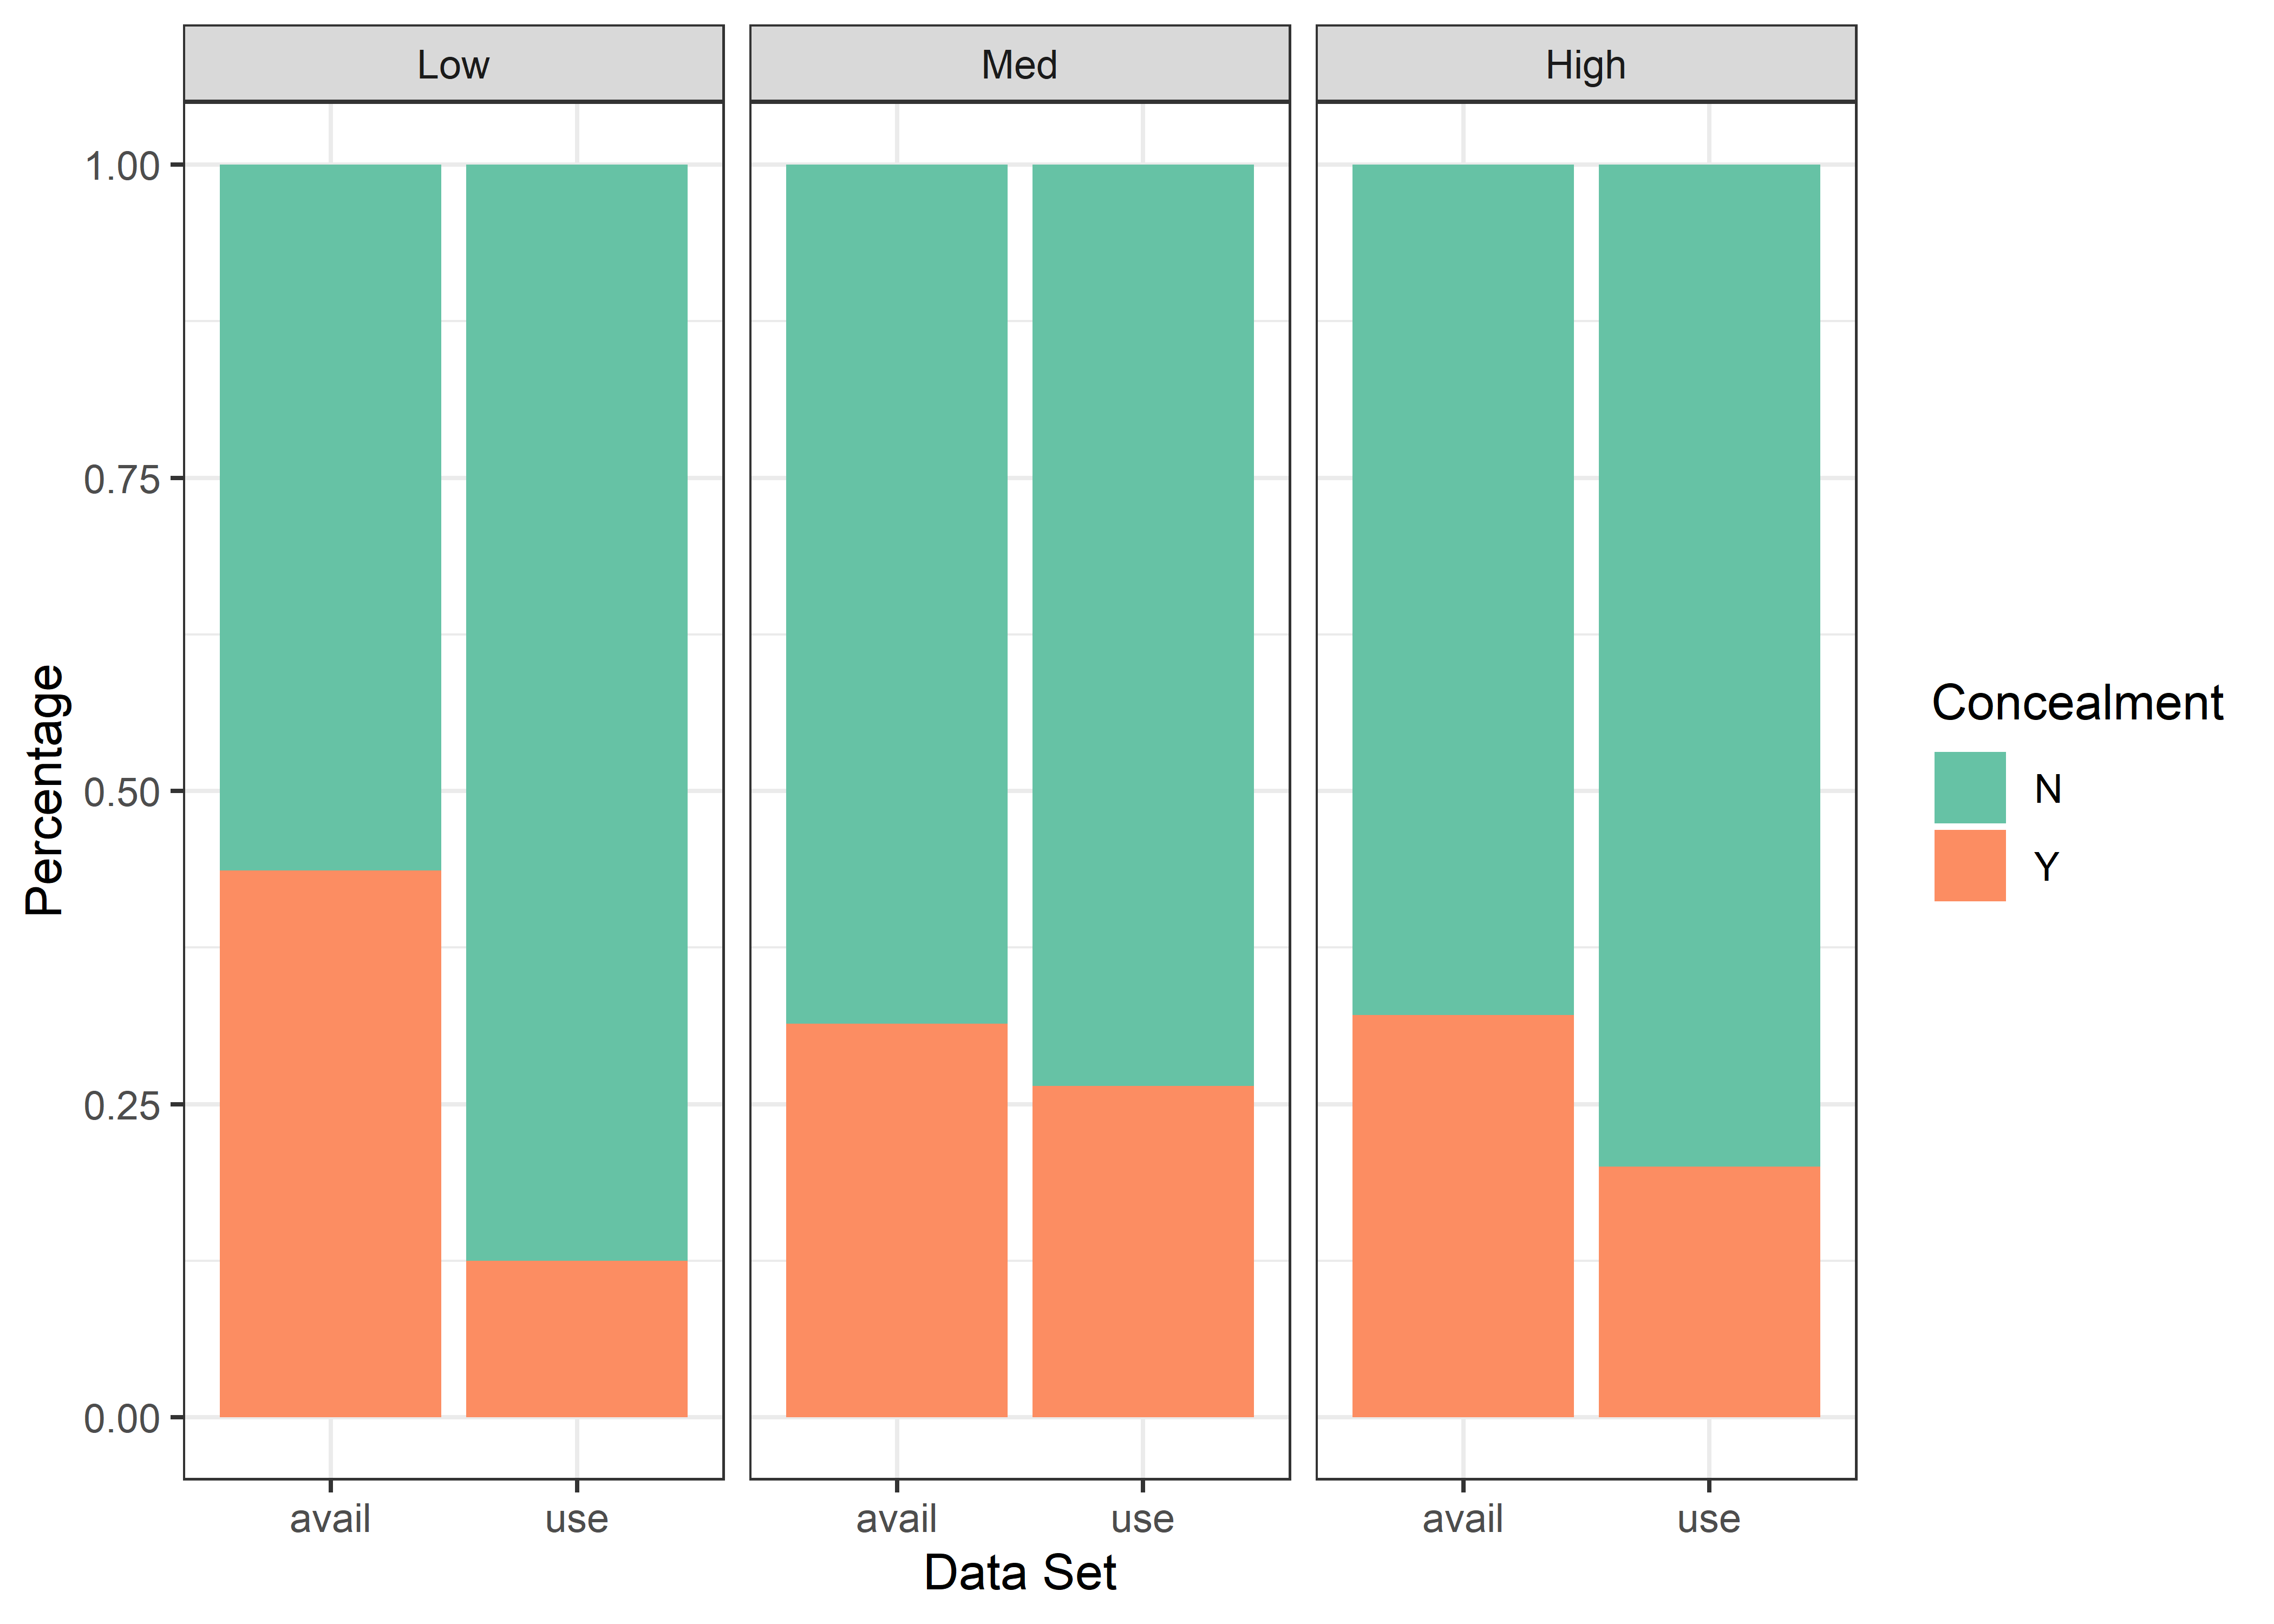 Low
Med
High
Percentage
1.00
0.75
0.50
0.25
0.00
avail
use
avail
use
avail
use
Data Set
Concealment
N
Y